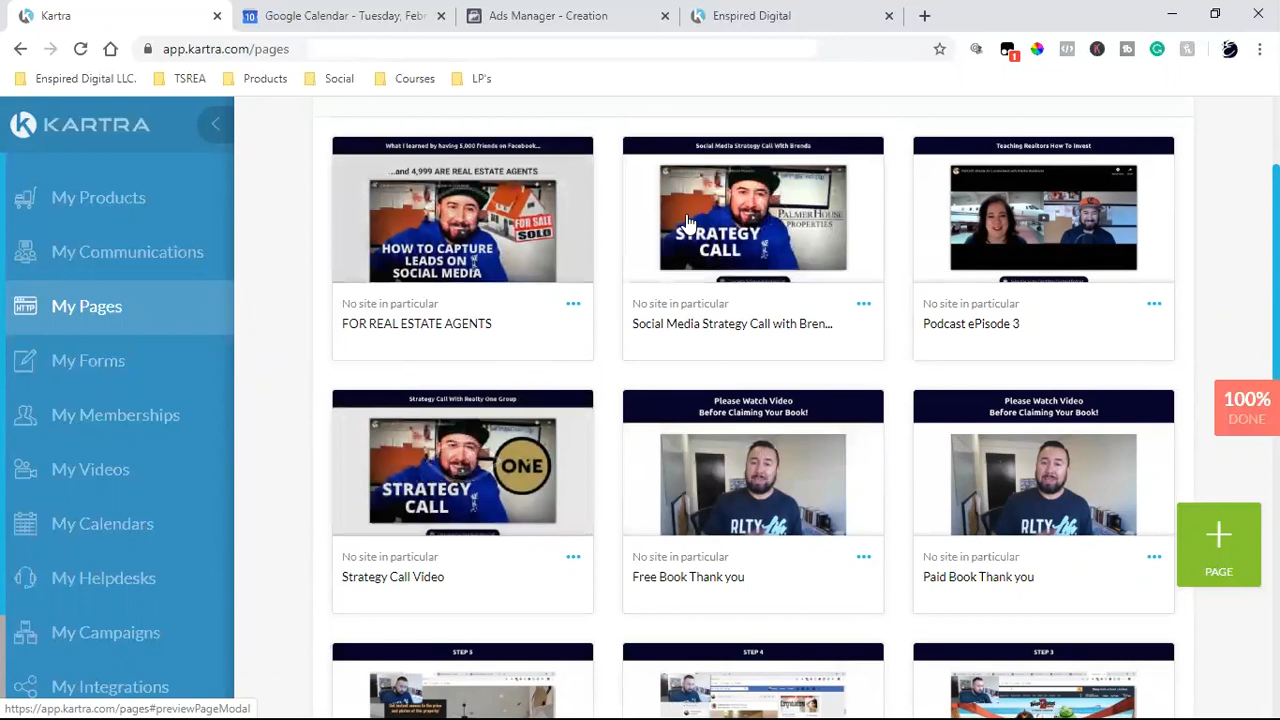 Kartra
10 Google Calendar - Tuesday, Febr
Ads Manager - Creation
Enspired Digital
app.kartra.com/pages
1
Enspired Digital LLC.
TSREA
Products
Social
Courses
LP's
KARTRA
My Products
My Communications
HTTP
My Pages
My Forms
My Memberships
My Videos
My Calendars
My Helpdesks
My Campaigns
My Integrations
What I learned by having 5,000 friends on Facebook...
...and 4,999 ARE REAL ESTATE AGENTS
FOR SALE
SOLD
HOW TO CAPTURE
LEADS ON
SOCIAL MEDIA
No site in particular
FOR REAL ESTATE AGENTS
Social Media Strategy Call With Brenda
PALMERHOUSE
PROPERTIES
STRATEGY
CALL
No site in particular
Social Media Strategy Call with Bren...
Teaching Realtors How To Invest
No site in particular
Podcast ePisode 3
Strategy Call With Realty One Group
ONE
STRATEGY
CALL
No site in particular
Strategy Call Video
Please Watch Video
Before Claiming Your Book!
RLTY
No site in particular
Free Book Thank you
Please Watch Video
Before Claiming Your Book!
RLTY
No site in particular
Paid Book Thank you
STEP 5
STEP 4
STEP 3
100%
DONE
PAGE